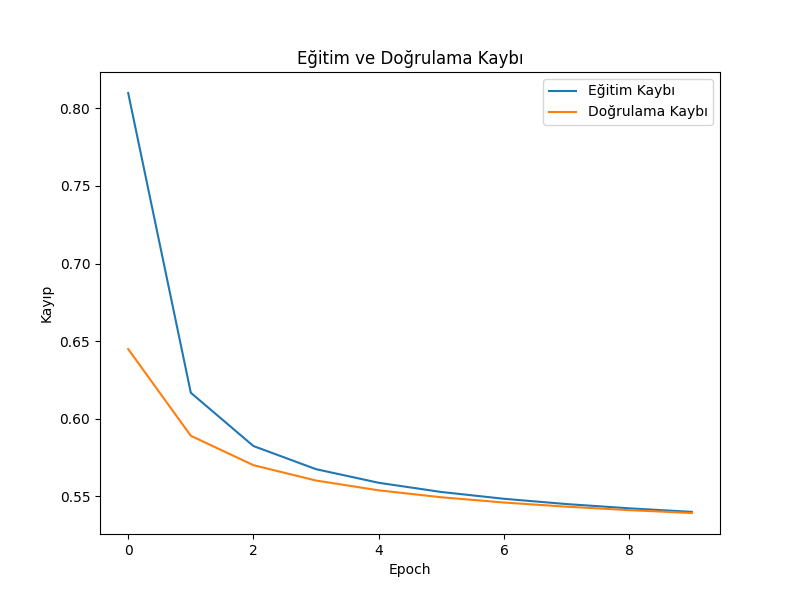 Eğitim ve Doğrulama Kaybı
Eğitim Kaybı
Doğrulama Kaybı
Kayıp
0.80
0.75
0.70
0.65
0.60
0.55
0 2 4 6 8
Epoch